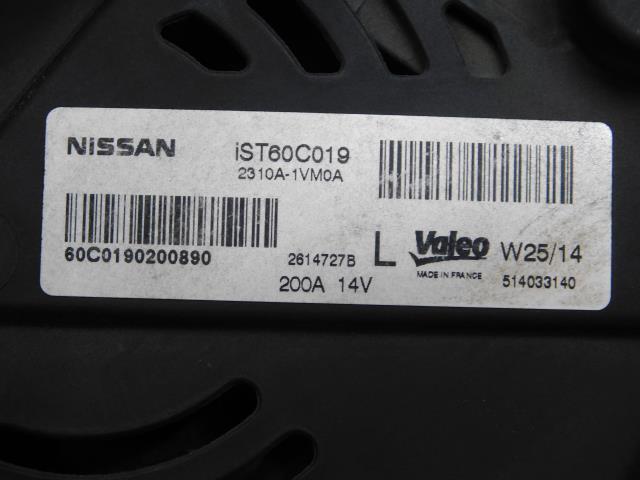 NISSAN iST60C019
2310A-1VM0A
60C0190200890 2614727B L Valeo W25/14
MADE IN FRANCE
200A 14V 514033140